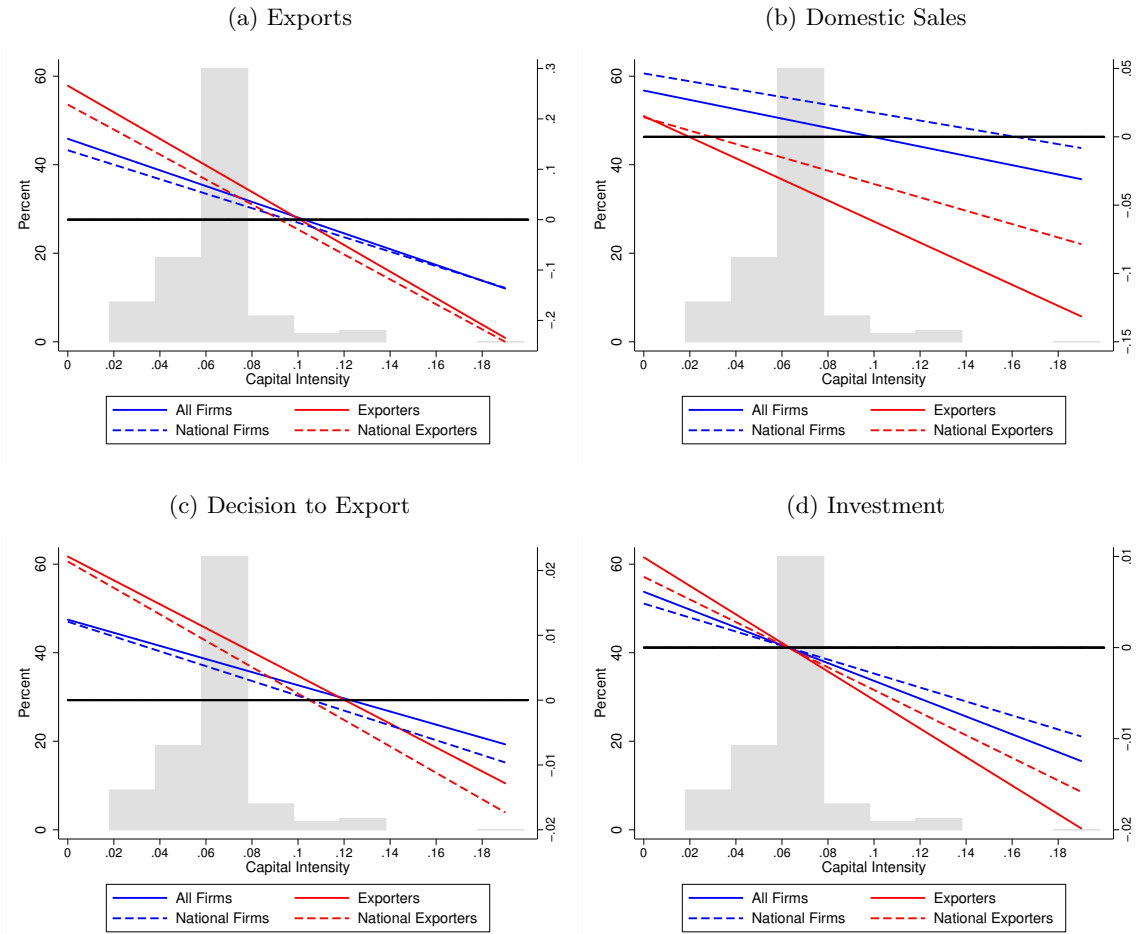 (a) Exports
Percent
0
20
40
60
-.2
-.1
0
.1
.2
.3
0 .02 .04 .06 .08 .1 .12 .14 .16 .18
Capital Intensity
All Firms Exporters
National Firms National Exporters
(b) Domestic Sales
Percent
0
20
40
60
-.15
-.1
-.05
0
.05
0 .02 .04 .06 .08 .1 .12 .14 .16 .18
Capital Intensity
All Firms Exporters
National Firms National Exporters
(c) Decision to Export
Percent
0
20
40
60
-.02
-.01
0
.01
.02
0 .02 .04 .06 .08 .1 .12 .14 .16 .18
Capital Intensity
All Firms Exporters
National Firms National Exporters
(d) Investment
Percent
0
20
40
60
-.02
-.01
0
.01
0 .02 .04 .06 .08 .1 .12 .14 .16 .18
Capital Intensity
All Firms Exporters
National Firms National Exporters